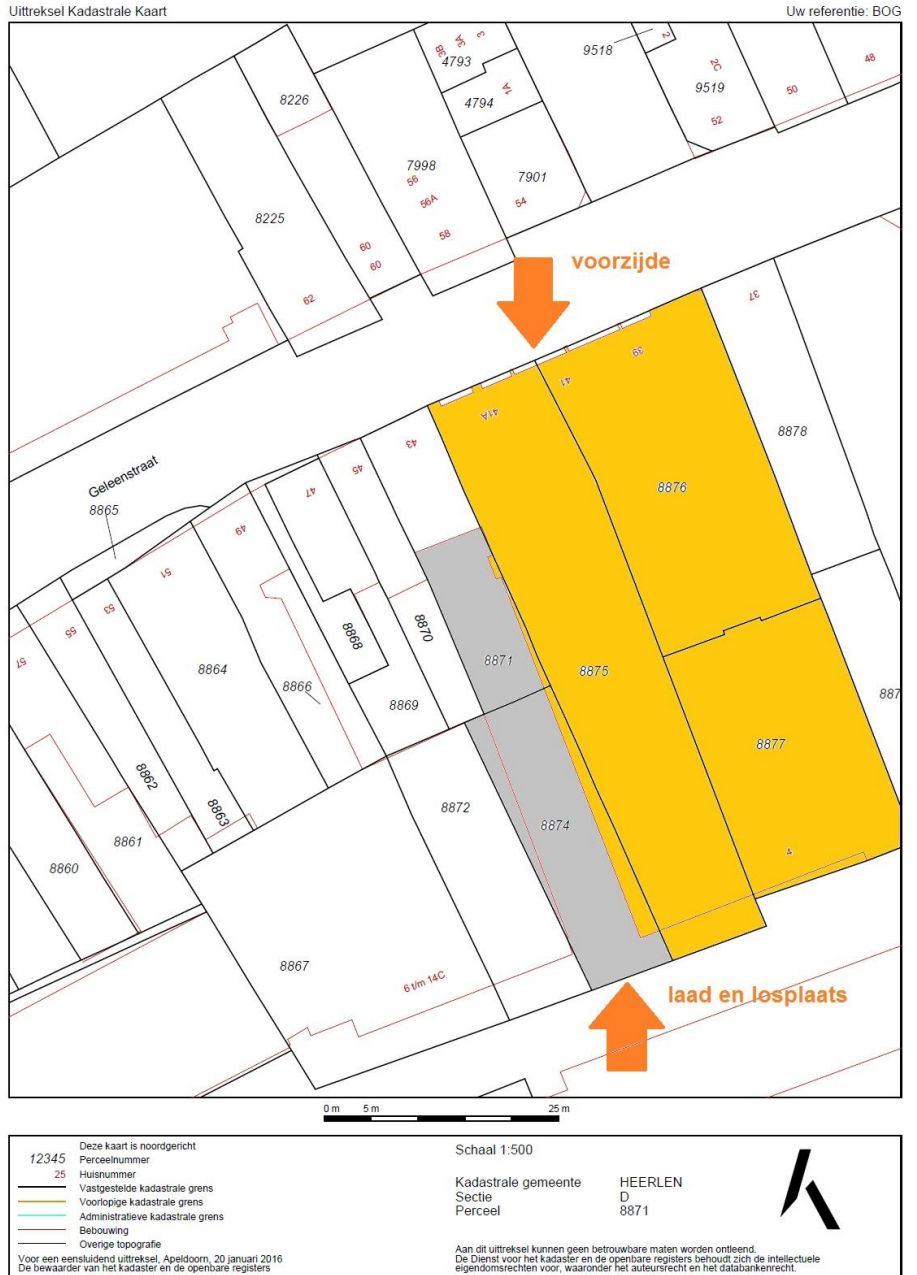 Uittreksel Kadastrale Kaart
Uw referentie: BOG
3B
3A
3
4793
1A
4794
9518
2
2C
9519
52
50
48
8226
7998
56
56A
58
7901
54
8225
60
60
62
voorzijde
37
39
41
41A
8878
8876
43
45
47
49
51
53
55
57
Geleenstraat
8865
8864
8866
8868
8870
8869
8871
8875
887
8877
8862
8863
8861
8860
8872
8874
4
8867
6 t/m 14C
laad en losplaats
0 m 5 m 25 m
Deze kaart is noordgericht
12345 Perceelnummer
25 Huisnummer
Vastgestelde kadastrale grens
Voorlopige kadastrale grens
Administratieve kadastrale grens
Bebouwing
Overige topografie
Voor een eensluidend uittreksel, Apeldoorn, 20 januari 2016
De bewaarder van het kadaster en de openbare registers
Schaal 1:500
Kadastrale gemeente HEERLEN
Sectie D
Perceel 8871
Aan dit uittreksel kunnen geen betrouwbare maten worden ontleend.
De Dienst voor het kadaster en de openbare registers behoudt zich de intellectuele
eigendomsrechten voor, waaronder het auteursrecht en het databankenrecht.